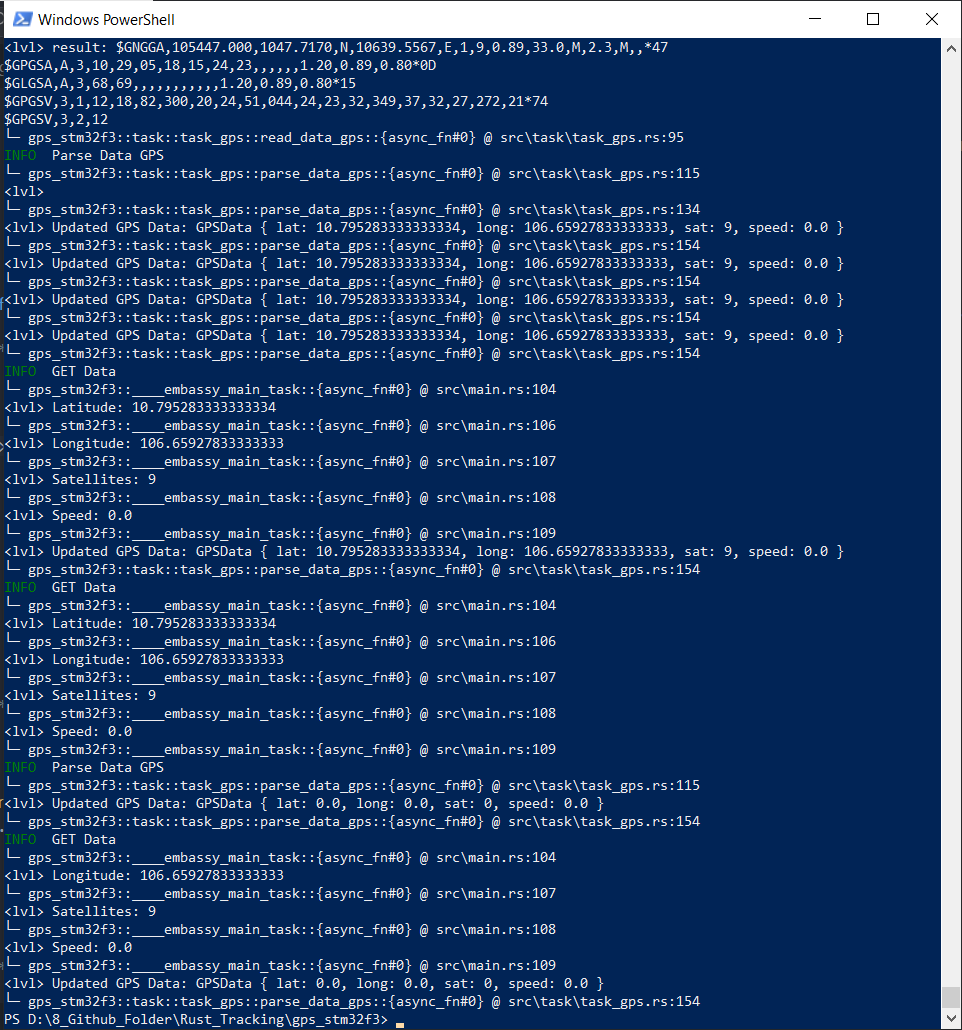 Windows PowerShell
<lvl> result: $GNGGA,105447.000,1047.7170,N,10639.5567,E,1,9,0.89,33.0,M,2.3,M,,*47
$GPGSA,A,3,10,29,05,18,15,24,23,,,,,,1.20,0.89,0.80*0D
$GLGSA,A,3,68,69,,,,,,,,,,,1.20,0.89,0.80*15
$GPGSV,3,1,12,18,82,300,20,24,51,044,24,23,32,349,37,32,27,272,21*74
$GPGSV,3,2,12
└─ gps_stm32f3::task::task_gps::read_data_gps::{async_fn#0} @ src\task\task_gps.rs:95
INFO  Parse Data GPS
└─ gps_stm32f3::task::task_gps::parse_data_gps::{async_fn#0} @ src\task\task_gps.rs:115
<lvl>
└─ gps_stm32f3::task::task_gps::parse_data_gps::{async_fn#0} @ src\task\task_gps.rs:134
<lvl> Updated GPS Data: GPSData { lat: 10.795283333333334, long: 106.65927833333333, sat: 9, speed: 0.0 }
└─ gps_stm32f3::task::task_gps::parse_data_gps::{async_fn#0} @ src\task\task_gps.rs:154
<lvl> Updated GPS Data: GPSData { lat: 10.795283333333334, long: 106.65927833333333, sat: 9, speed: 0.0 }
└─ gps_stm32f3::task::task_gps::parse_data_gps::{async_fn#0} @ src\task\task_gps.rs:154
<lvl> Updated GPS Data: GPSData { lat: 10.795283333333334, long: 106.65927833333333, sat: 9, speed: 0.0 }
└─ gps_stm32f3::task::task_gps::parse_data_gps::{async_fn#0} @ src\task\task_gps.rs:154
<lvl> Updated GPS Data: GPSData { lat: 10.795283333333334, long: 106.65927833333333, sat: 9, speed: 0.0 }
└─ gps_stm32f3::task::task_gps::parse_data_gps::{async_fn#0} @ src\task\task_gps.rs:154
INFO  GET Data
└─ gps_stm32f3::____embassy_main_task::{async_fn#0} @ src\main.rs:104
<lvl> Latitude: 10.795283333333334
└─ gps_stm32f3::____embassy_main_task::{async_fn#0} @ src\main.rs:106
<lvl> Longitude: 106.65927833333333
└─ gps_stm32f3::____embassy_main_task::{async_fn#0} @ src\main.rs:107
<lvl> Satellites: 9
└─ gps_stm32f3::____embassy_main_task::{async_fn#0} @ src\main.rs:108
<lvl> Speed: 0.0
└─ gps_stm32f3::____embassy_main_task::{async_fn#0} @ src\main.rs:109
<lvl> Updated GPS Data: GPSData { lat: 10.795283333333334, long: 106.65927833333333, sat: 9, speed: 0.0 }
└─ gps_stm32f3::task::task_gps::parse_data_gps::{async_fn#0} @ src\task\task_gps.rs:154
INFO  GET Data
└─ gps_stm32f3::____embassy_main_task::{async_fn#0} @ src\main.rs:104
<lvl> Latitude: 10.795283333333334
└─ gps_stm32f3::____embassy_main_task::{async_fn#0} @ src\main.rs:106
<lvl> Longitude: 106.65927833333333
└─ gps_stm32f3::____embassy_main_task::{async_fn#0} @ src\main.rs:107
<lvl> Satellites: 9
└─ gps_stm32f3::____embassy_main_task::{async_fn#0} @ src\main.rs:108
<lvl> Speed: 0.0
└─ gps_stm32f3::____embassy_main_task::{async_fn#0} @ src\main.rs:109
INFO  Parse Data GPS
└─ gps_stm32f3::task::task_gps::parse_data_gps::{async_fn#0} @ src\task\task_gps.rs:115
<lvl> Updated GPS Data: GPSData { lat: 0.0, long: 0.0, sat: 0, speed: 0.0 }
└─ gps_stm32f3::task::task_gps::parse_data_gps::{async_fn#0} @ src\task\task_gps.rs:154
INFO  GET Data
└─ gps_stm32f3::____embassy_main_task::{async_fn#0} @ src\main.rs:104
<lvl> Longitude: 106.65927833333333
└─ gps_stm32f3::____embassy_main_task::{async_fn#0} @ src\main.rs:107
<lvl> Satellites: 9
└─ gps_stm32f3::____embassy_main_task::{async_fn#0} @ src\main.rs:108
<lvl> Speed: 0.0
└─ gps_stm32f3::____embassy_main_task::{async_fn#0} @ src\main.rs:109
<lvl> Updated GPS Data: GPSData { lat: 0.0, long: 0.0, sat: 0, speed: 0.0 }
└─ gps_stm32f3::task::task_gps::parse_data_gps::{async_fn#0} @ src\task\task_gps.rs:154
PS D:\8_Github_Folder\Rust_Tracking\gps_stm32f3>